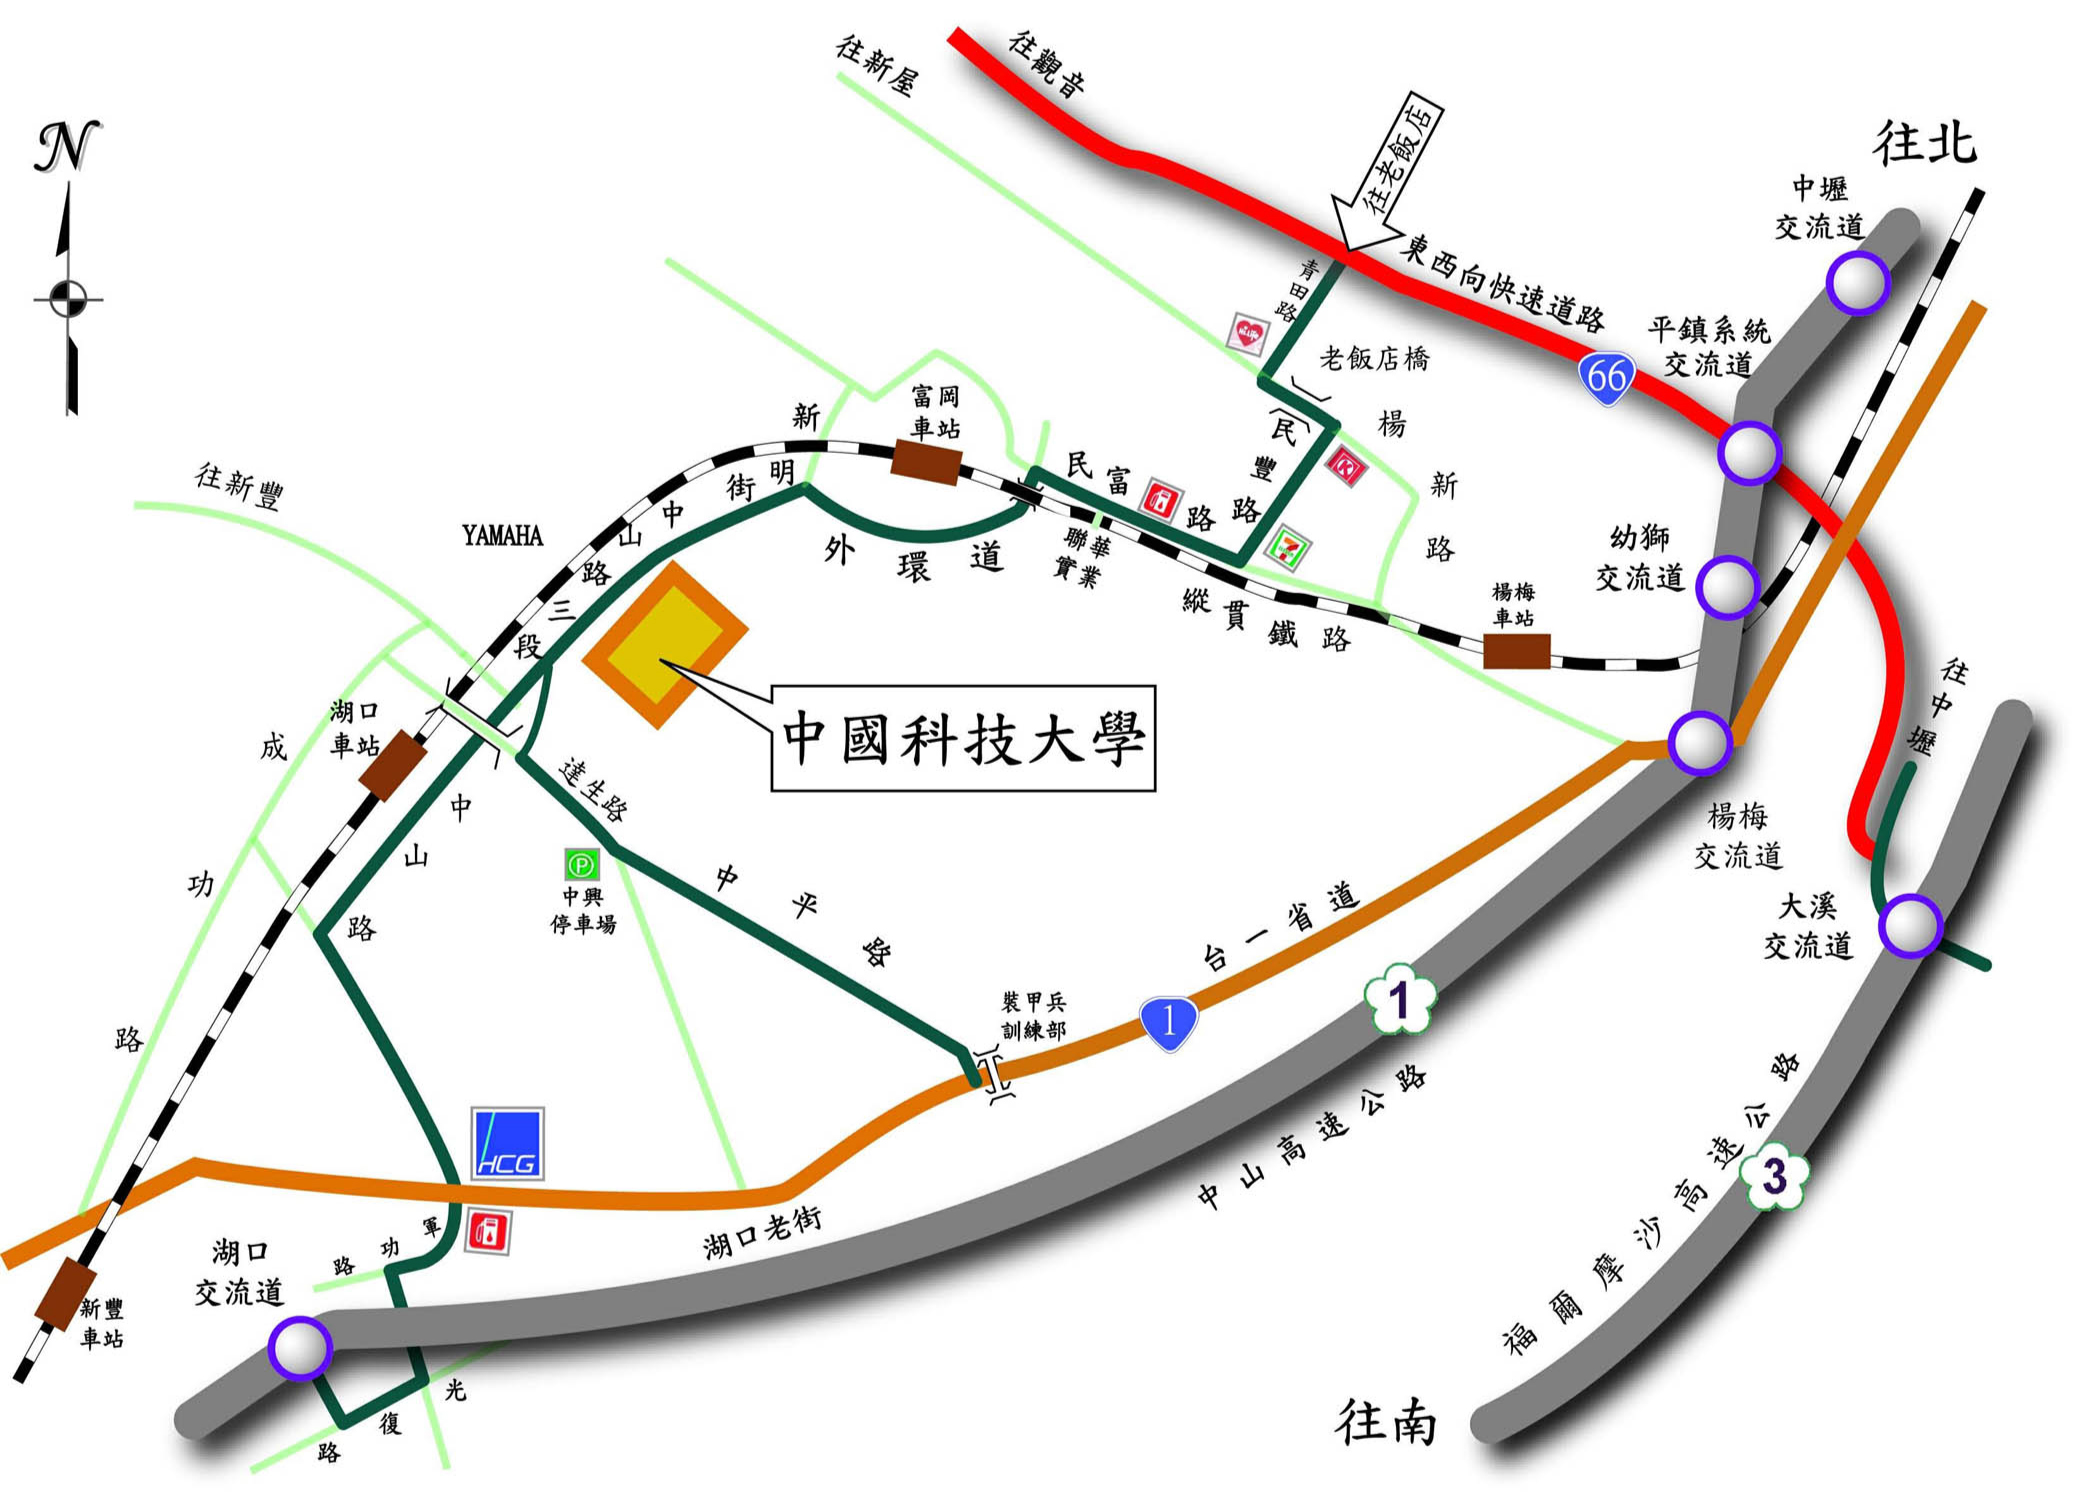 往新屋
往觀音
往老飯店
往北
N
中壢
交流道
青田路
東西向快速道路
平鎮系統
交流道
老飯店橋
66
富岡
車站
新
明
街
民富路
民豐路
楊新路
K
7
往新豐
YAMAHA
中山路三段
外環道
聯華
實業
縱貫鐵路
幼獅
交流道
楊梅
車站
往中壢
湖口
車站
中國科技大學
成功路
中山路
達生路
P
中興
停車場
中平路
楊梅
交流道
大溪
交流道
台一省道
裝甲兵
訓練部
1
1
中山高速公路
HCG
3
福爾摩沙高速公路
湖口老街
軍功路
湖口
交流道
新豐
車站
光復路
往南